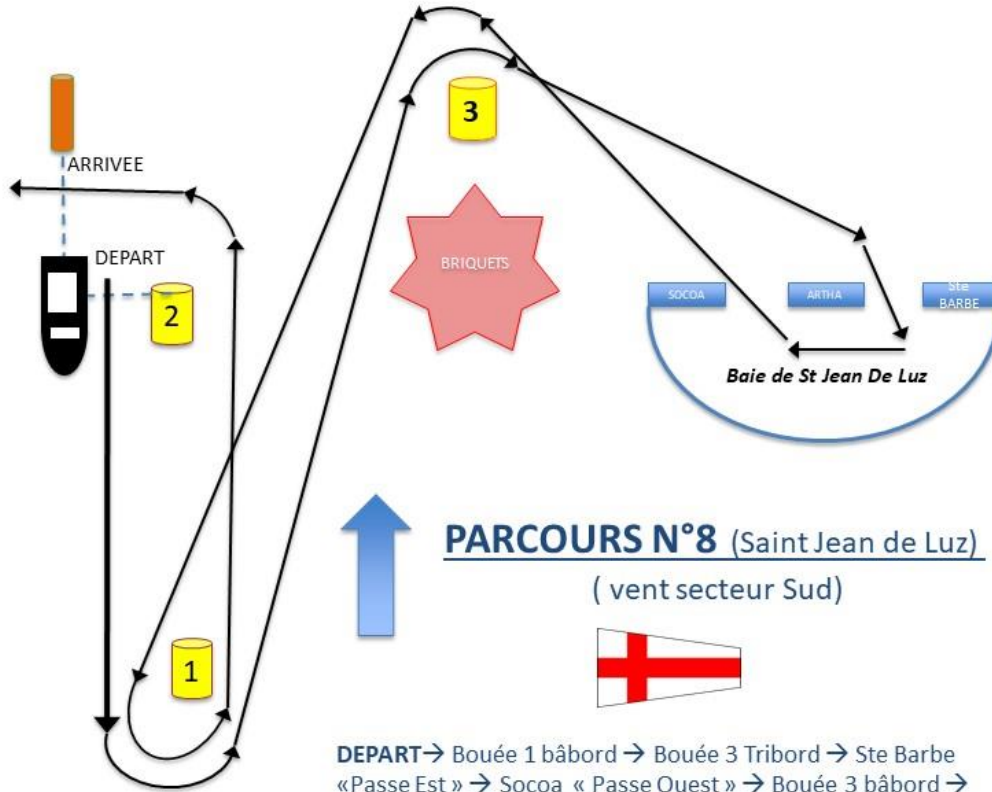 3
ARRIVEE
DEPART
BRIQUETS
2
SOCOA
ARTHA
Ste
BARBE
Baie de St Jean De Luz
PARCOURS N°8 (Saint Jean de Luz)
( vent secteur Sud)
1
DEPART→ Bouée 1 bâbord → Bouée 3 Tribord → Ste Barbe
«Passe Est » → Socoa « Passe Ouest » → Bouée 3 bâbord →